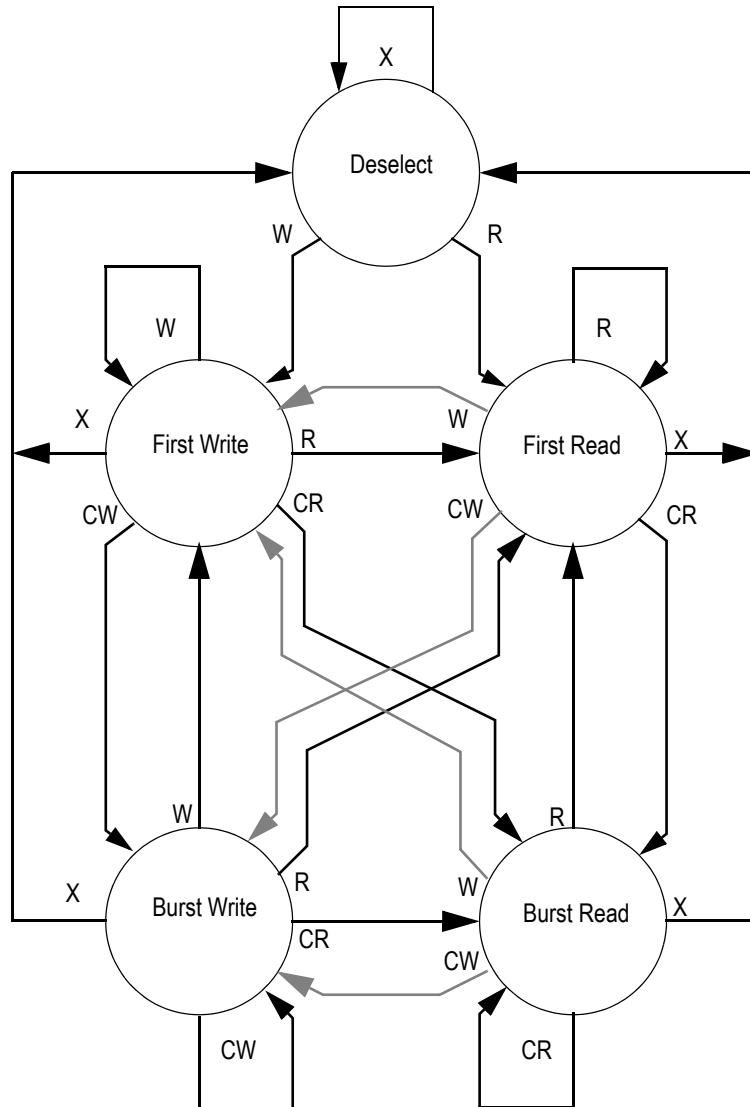 X
Deselect
W
R
W
R
X
W
X
First Write
R
First Read
CW
CR
CW
CR
W
R
X
R
W
X
Burst Write
Burst Read
CR
CW
CW
CR